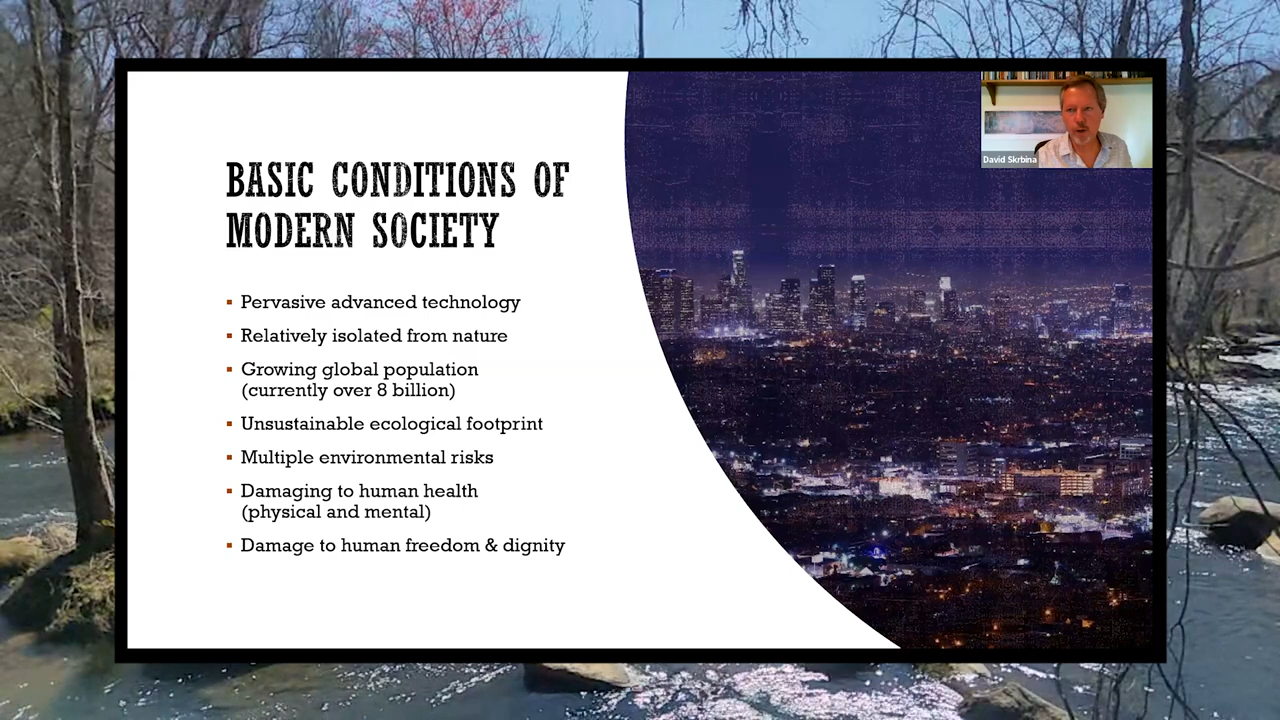 David Skrbina
BASIC CONDITIONS OF
MODERN SOCIETY
▪ Pervasive advanced technology
▪ Relatively isolated from nature
▪ Growing global population
(currently over 8 billion)
▪ Unsustainable ecological footprint
▪ Multiple environmental risks
▪ Damaging to human health
(physical and mental)
▪ Damage to human freedom & dignity